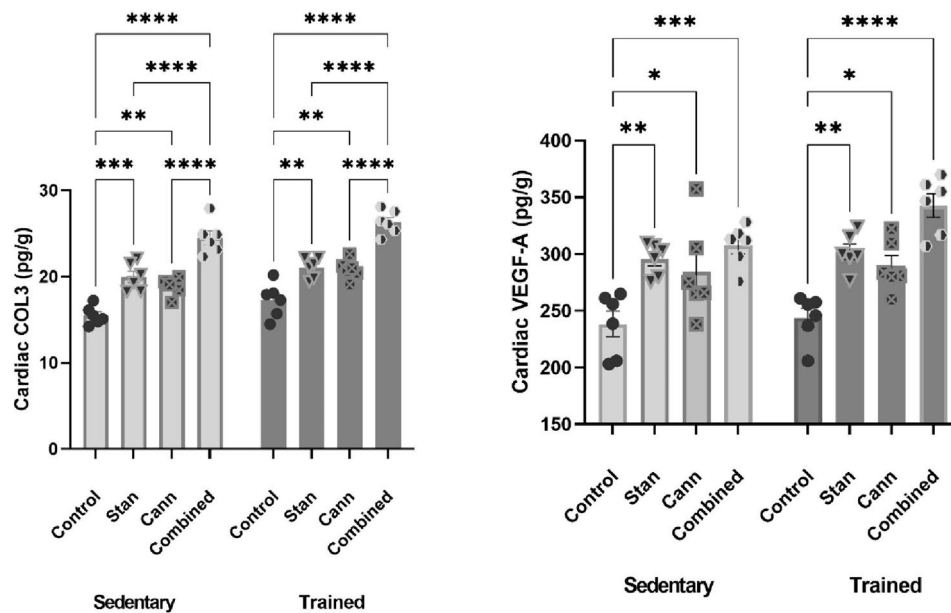 ****
****
**
***
****
****
****
**
**
****
Cardiac COL3 (pg/g)
30
20
10
0
Control
Stan
Cann
Combined
Control
Stan
Cann
Combined
Sedentary
Trained
***
*
**
****
*
**
Cardiac VEGF-A (pg/g)
400
350
300
250
200
150
Control
Stan
Cann
Combined
Control
Stan
Cann
Combined
Sedentary
Trained